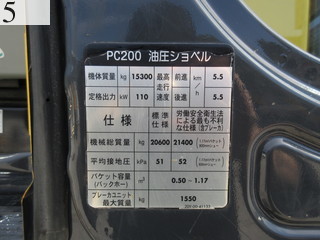 5
PC200 油圧ショベル
機体質量 kg 15300 最高走行速度 前進 km/h 5.5
定格出力 kW 110 後進 5.5
仕様 標準仕様 労働安全衛生法による最も不利な仕様(含ブレーカ)
機械総質量 kg 20600 21400
平均接地圧 kPa 51 52
バケット容量(バックホー) m³ 0.50-1.17
ブレーカユニット最大質量 kg 1550